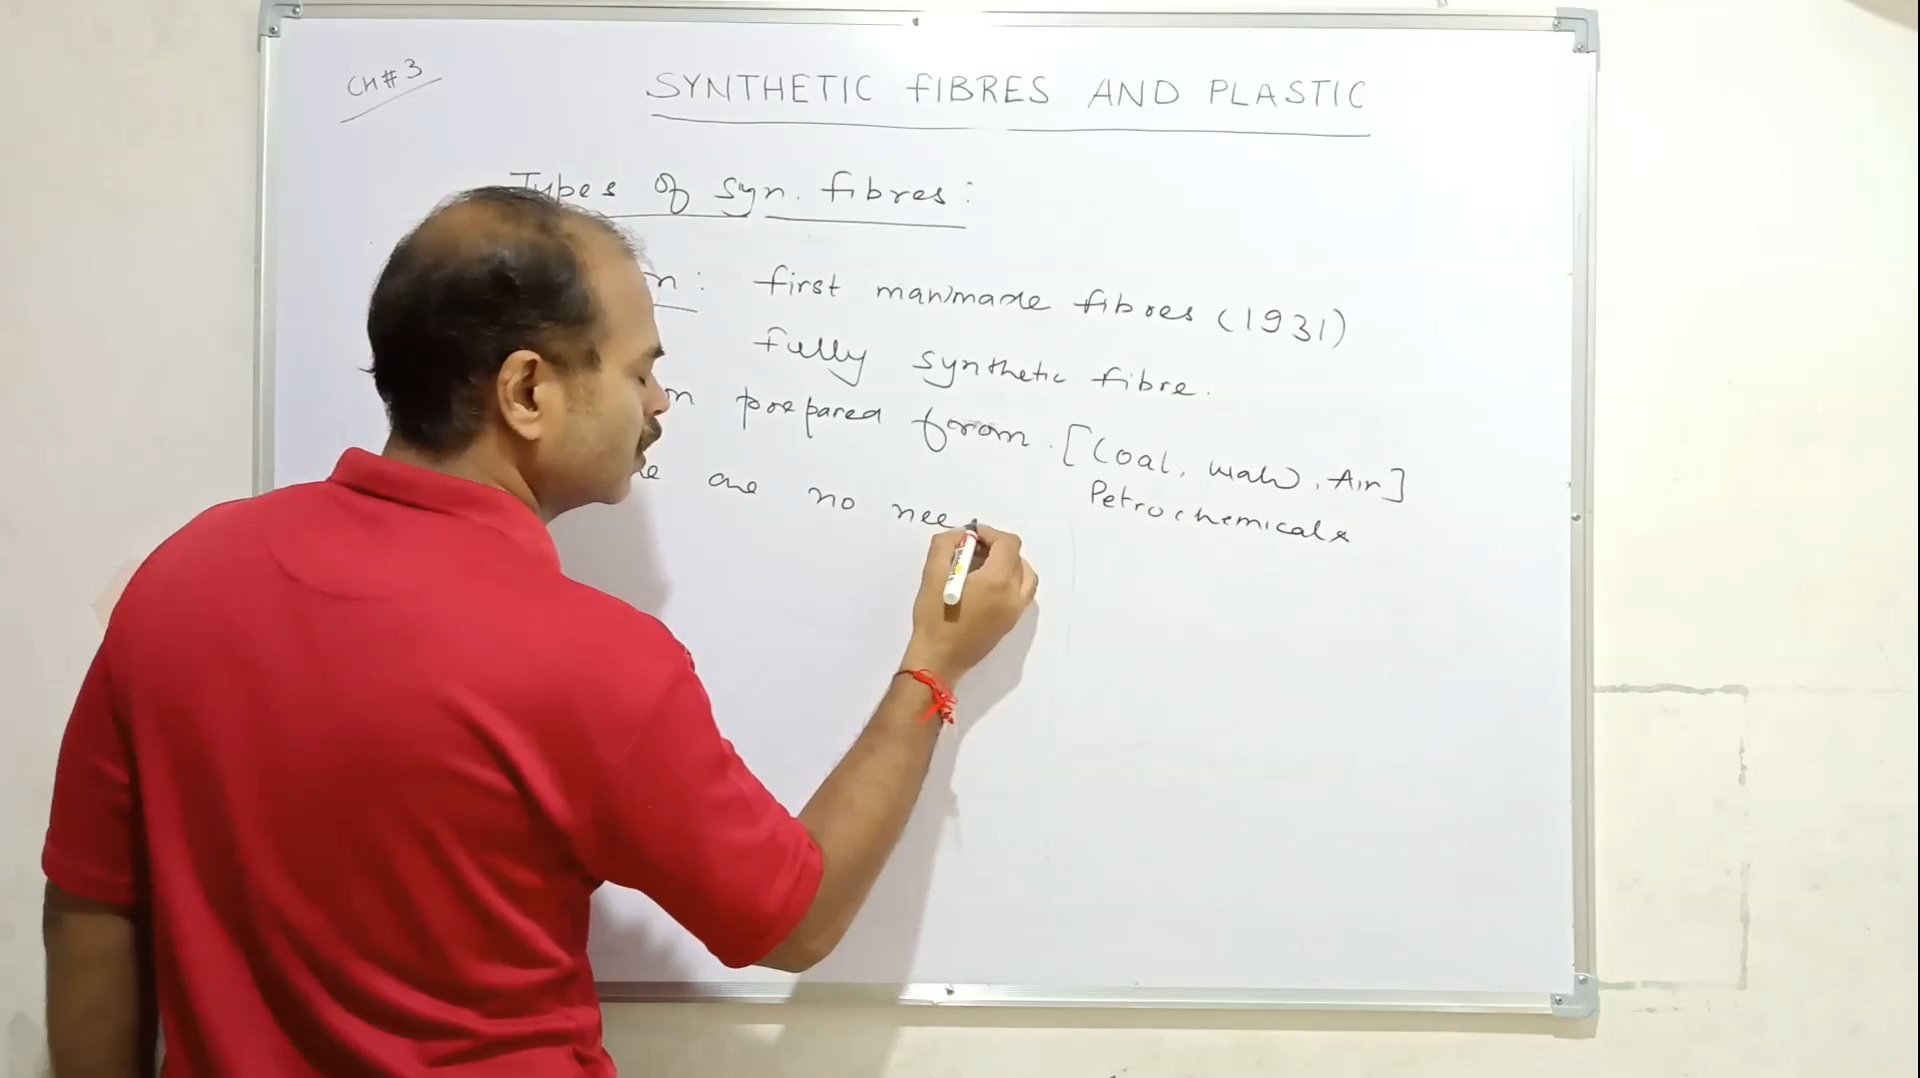 CH#3
SYNTHETIC FIBRES AND PLASTIC
Types of Syn. fibres:
n: first manmade fibres (1931)
fully synthetic fibre.
n prepared from. [Coal, water, Air]
Petrochemicals
are no nee